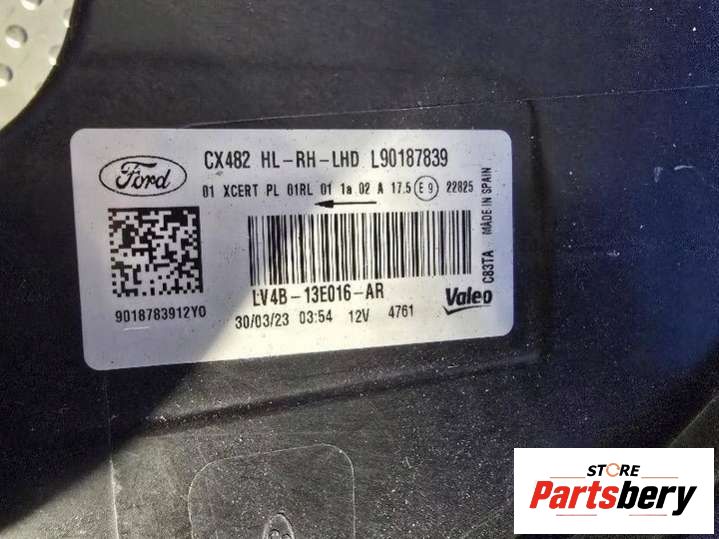 Ford
CX482 HL-RH-LHD L90187839
01 XCERT PL 01RL 01 1a 02 A 17.5 E9 22825
LV4B-13E016-AR
9018783912Y0
30/03/23 03:54 12V 4761
Valeo
C83TA MADE IN SPAIN
STORE
Partsbery